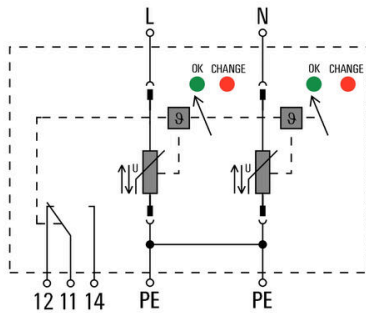 L N
OK CHANGE OK CHANGE
ϑ ϑ
U U
12 11 14 PE PE